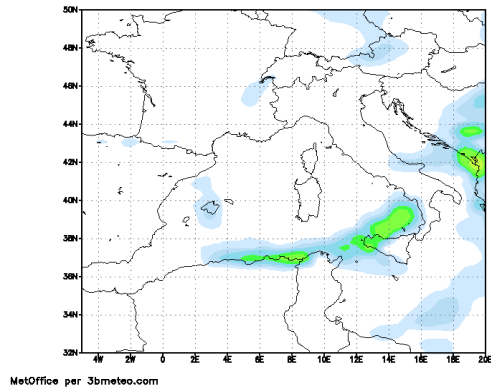 50N
48N
46N
44N
42N
40N
38N
36N
34N
32N
4W 2W 0 2E 4E 6E 8E 10E 12E 14E 16E 18E 20E
MetOffice per 3bmeteo.com